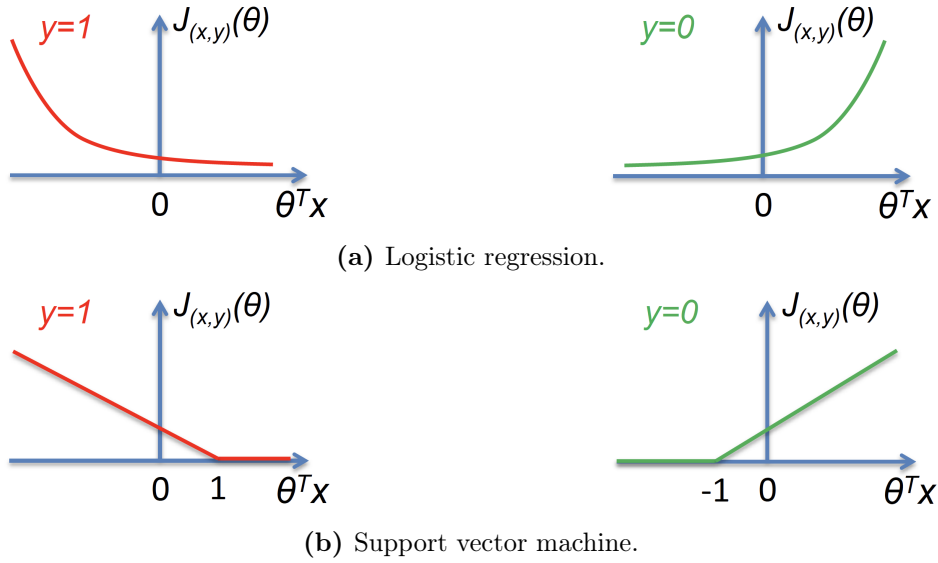 y=1 J(x,y)(θ) y=0 J(x,y)(θ)
0 θᵀx 0 θᵀx
(a) Logistic regression.
y=1 J(x,y)(θ) y=0 J(x,y)(θ)
0 1 θᵀx -1 0 θᵀx
(b) Support vector machine.